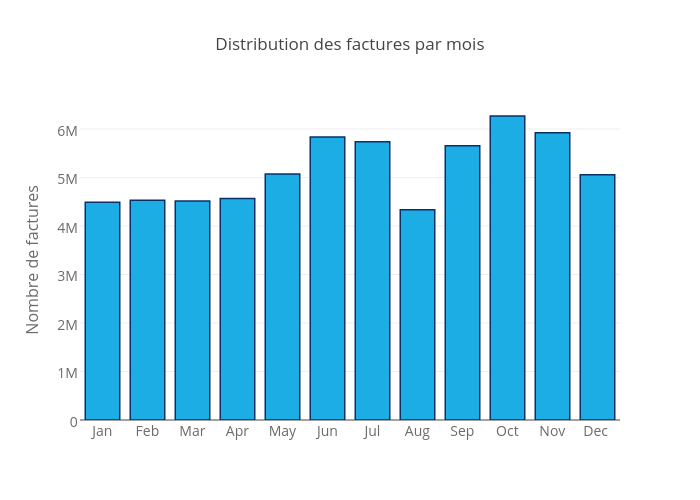 Distribution des factures par mois
Nombre de factures
6M
5M
4M
3M
2M
1M
0
Jan Feb Mar Apr May Jun Jul Aug Sep Oct Nov Dec